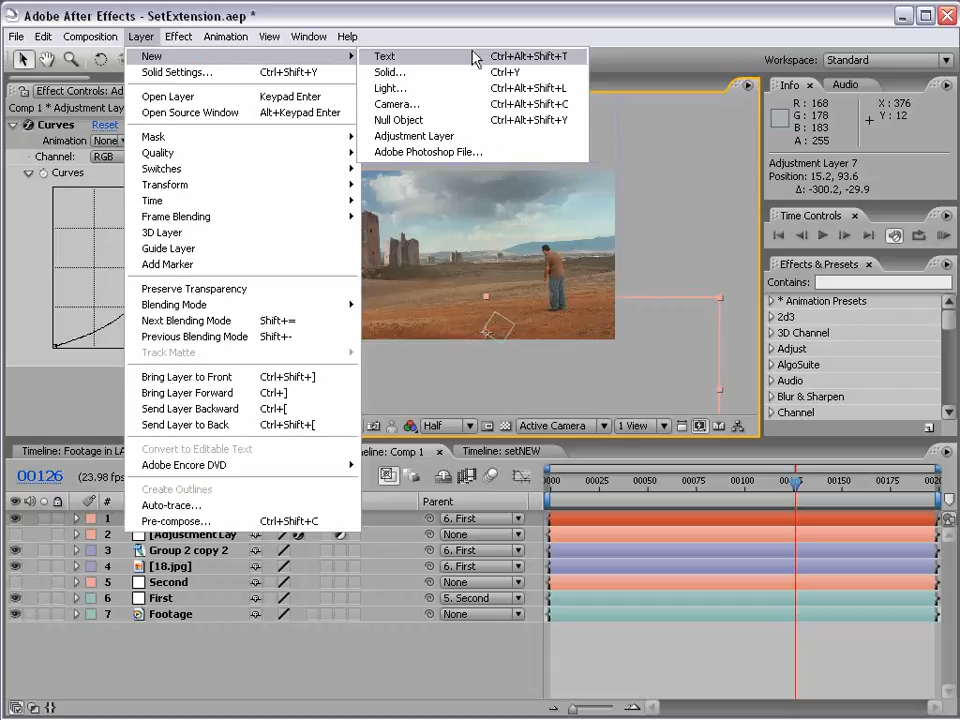 Adobe After Effects - SetExtension.aep *
File Edit Composition Layer Effect Animation View Window Help
Workspace: Standard
New
Solid Settings... Ctrl+Shift+Y
Open Layer Keypad Enter
Open Source Window Alt+Keypad Enter
Mask
Quality
Switches
Transform
Time
Frame Blending
3D Layer
Guide Layer
Add Marker
Preserve Transparency
Blending Mode
Next Blending Mode Shift+=
Previous Blending Mode Shift+-
Track Matte
Bring Layer to Front Ctrl+Shift+]
Bring Layer Forward Ctrl+]
Send Layer Backward Ctrl+[
Send Layer to Back Ctrl+Shift+[
Convert to Editable Text
Adobe Encore DVD
Create Outlines
Auto-trace...
Pre-compose... Ctrl+Shift+C
Text Ctrl+Alt+Shift+T
Solid... Ctrl+Y
Light... Ctrl+Alt+Shift+L
Camera... Ctrl+Alt+Shift+C
Null Object Ctrl+Alt+Shift+Y
Adjustment Layer
Adobe Photoshop File...
Effect Controls: Ad
Comp 1 * Adjustment Laye
Curves Reset
Animation None
Channel: RGB
Curves
Info Audio
R: 168
G: 178
B: 183
A: 255
X: 376
Y: 12
Adjustment Layer 7
Position: 15.2, 93.6
Δ: -300.2, -29.9
Time Controls
Effects & Presets
Contains:
* Animation Presets
2d3
3D Channel
Adjust
AlgoSuite
Audio
Blur & Sharpen
Channel
Half Active Camera 1 View
Timeline: Footage in LA
eline: Comp 1
Timeline: setNEW
00126 (23.98 fp
0000 00025 00050 00075 00100 00150 00175 0020
# Parent
1 6. First
2 [Adjustment Lay None
3 Group 2 copy 2 6. First
4 [18.jpg] 6. First
5 Second None
6 First 5. Second
7 Footage None